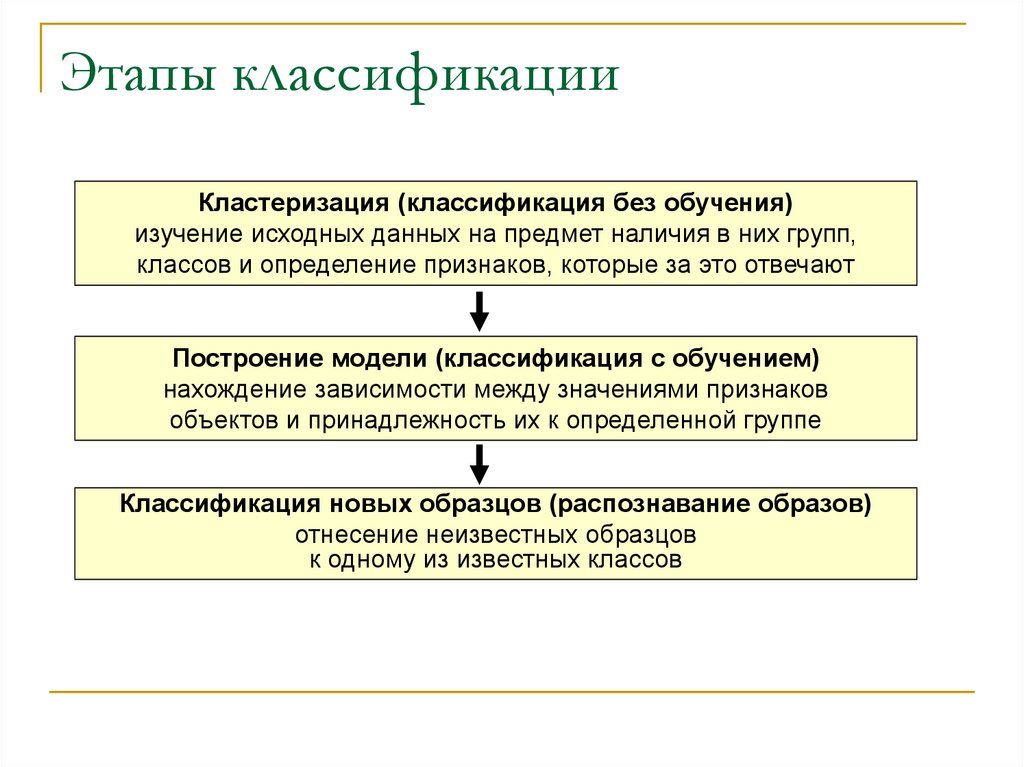 Этапы классификации
Кластеризация (классификация без обучения)
изучение исходных данных на предмет наличия в них групп,
классов и определение признаков, которые за это отвечают
Построение модели (классификация с обучением)
нахождение зависимости между значениями признаков
объектов и принадлежность их к определенной группе
Классификация новых образцов (распознавание образов)
отнесение неизвестных образцов
к одному из известных классов